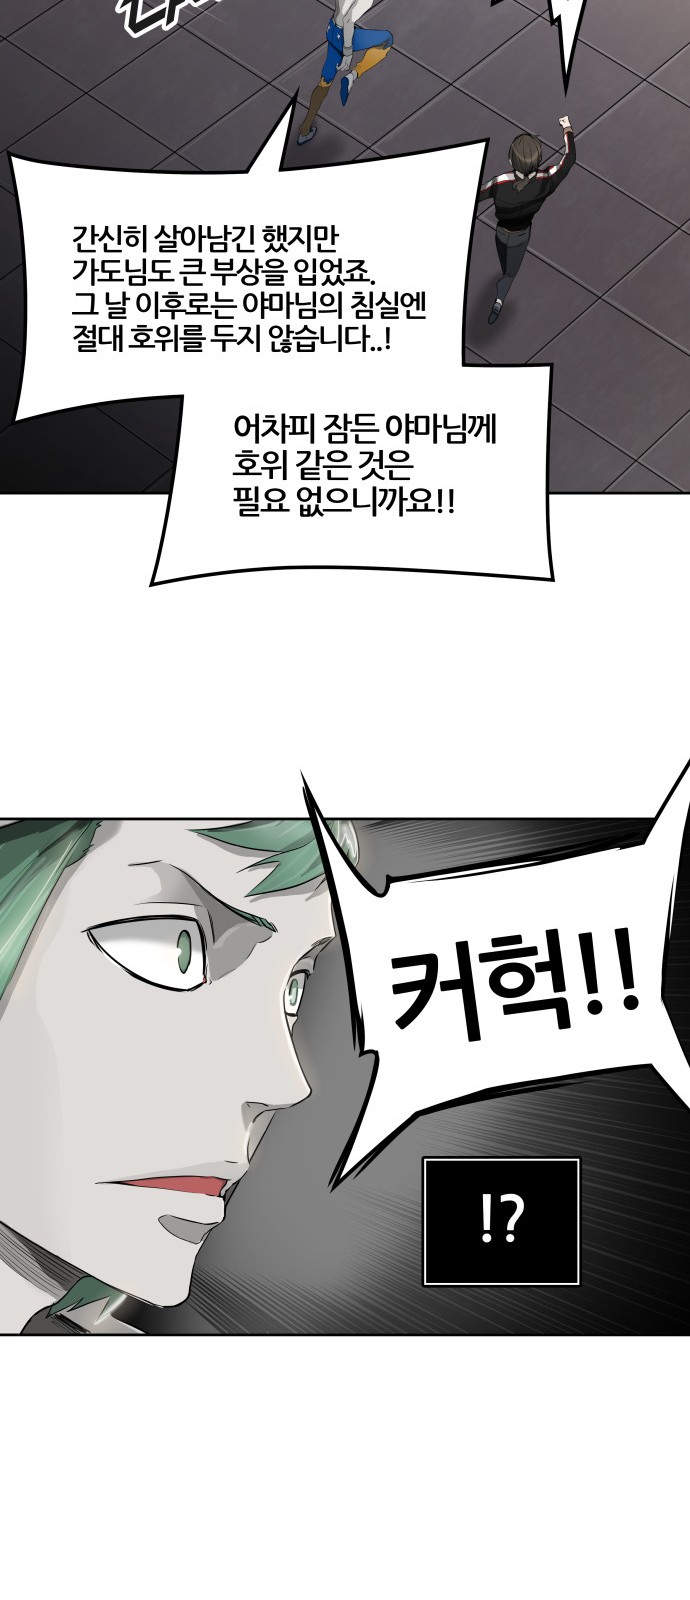 간신히 살아남긴 했지만
가도님도 큰 부상을 입었죠.
그 날 이후로는 야마님의 침실엔
절대 호위를 두지 않습니다..!
어차피 잠든 야마님께
호위 같은 것은
필요 없으니까요!!
커헉!!
!?